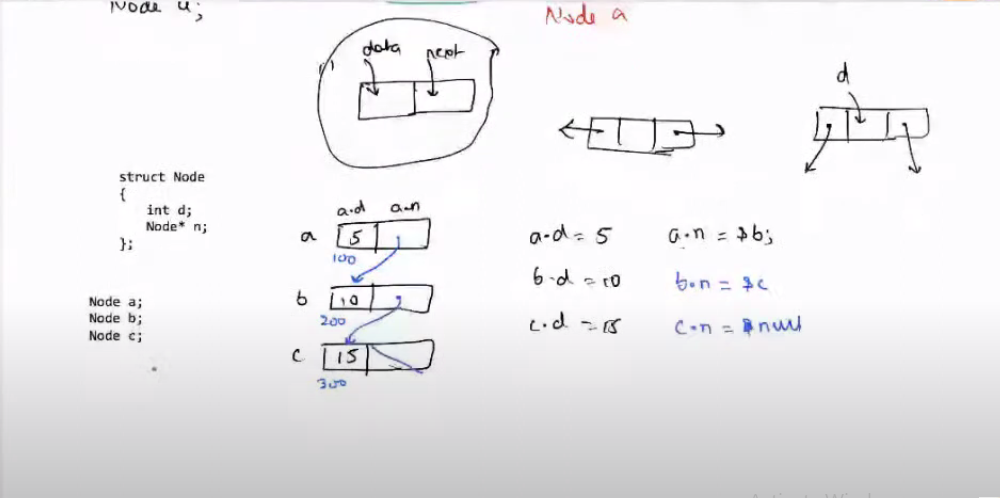 Node a;
Node a
data next
d
struct Node
{
int d;
Node* n;
};
a.d a.n
a 5
100
b 10
200
c 15
300
a.d = 5 a.n = &b;
b.d = 10 b.n = &c
c.d = 15 c.n = null
Node a;
Node b;
Node c;